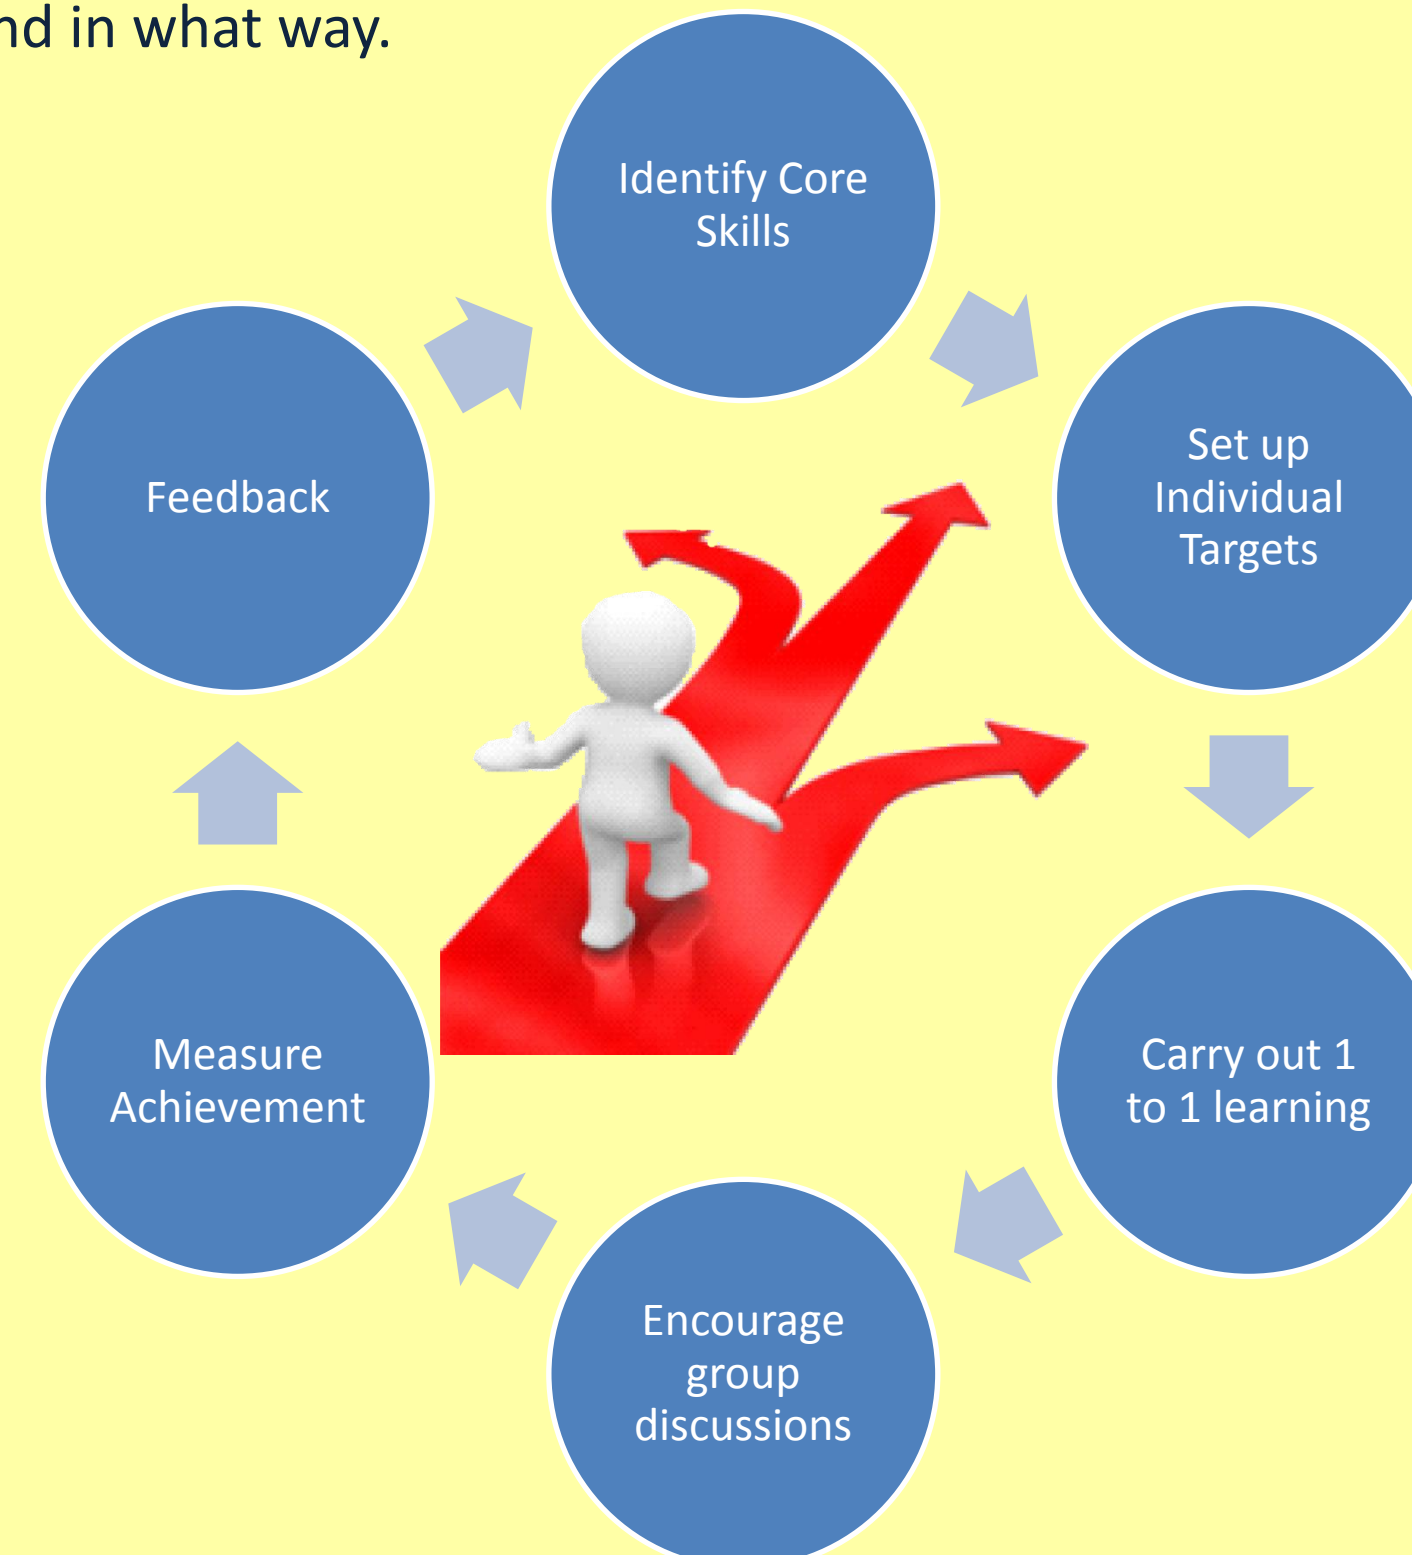 in what way.
Identify Core
Skills
Set up
Individual
Targets
Carry out 1
to 1 learning
Encourage
group
discussions
Measure
Achievement
Feedback